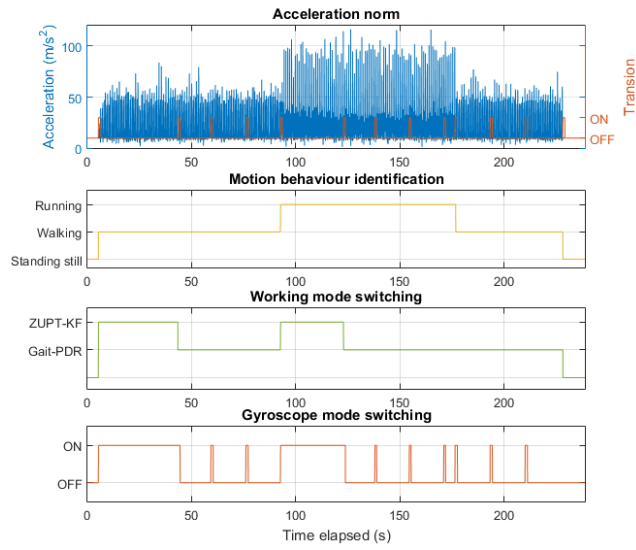 Acceleration norm
Acceleration (m/s2)
100
50
0
Transion
ON
OFF
0 50 100 150 200
Motion behaviour identification
Running
Walking
Standing still
0 50 100 150 200
Working mode switching
ZUPT-KF
Gait-PDR
0 50 100 150 200
Gyroscope mode switching
ON
OFF
0 50 100 150 200
Time elapsed (s)